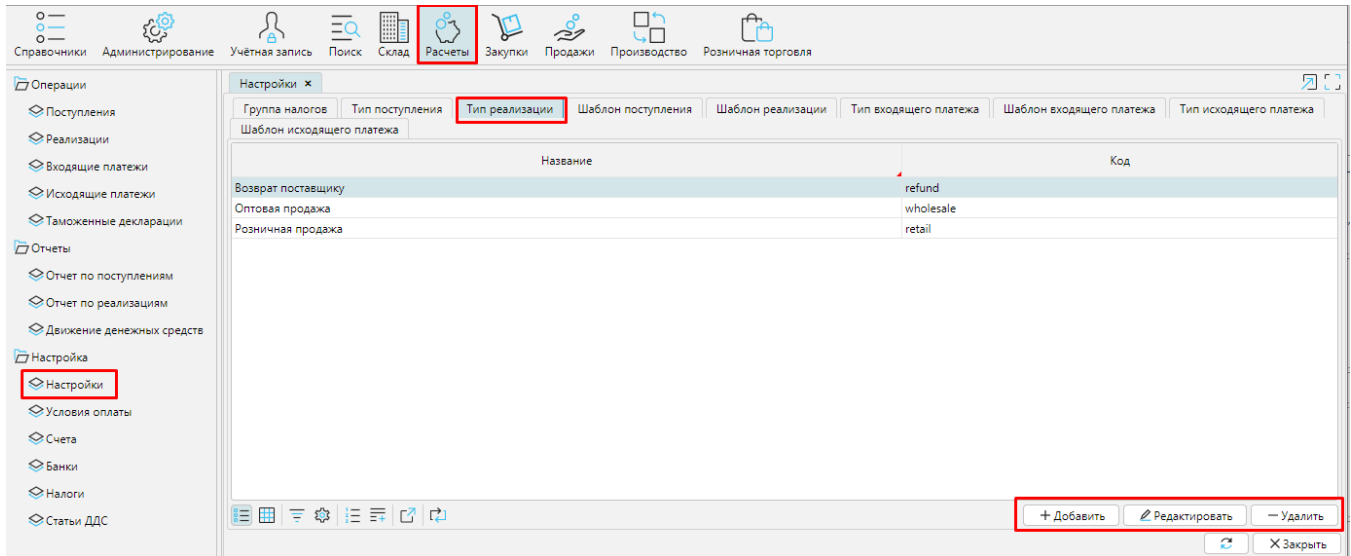 Справочники Администрирование Учётная запись Поиск Склад Расчеты Закупки Продажи Производство Розничная торговля
Операции
Поступления
Реализации
Входящие платежи
Исходящие платежи
Таможенные декларации
Отчеты
Отчет по поступлениям
Отчет по реализациям
Движение денежных средств
Настройка
Настройки
Условия оплаты
Счета
Банки
Налоги
Статьи ДДС
Настройки ×
Группа налогов Тип поступления Тип реализации Шаблон поступления Шаблон реализации Тип входящего платежа Шаблон входящего платежа Тип исходящего платежа
Шаблон исходящего платежа
Название Код
Возврат поставщику refund
Оптовая продажа wholesale
Розничная продажа retail
+ Добавить Редактировать — Удалить
× Закрыть